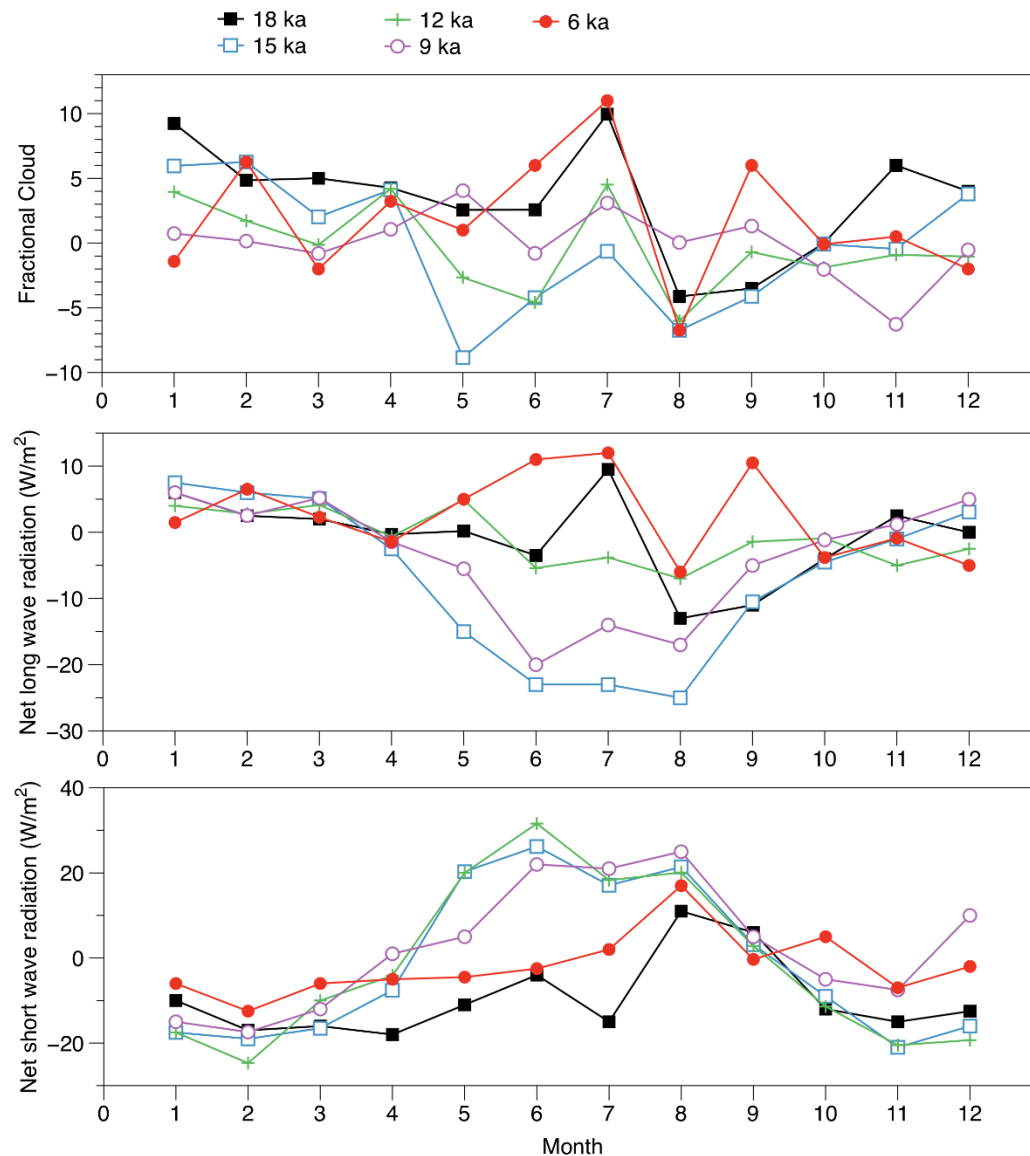 18 ka 12 ka 6 ka
15 ka 9 ka
Fractional Cloud
10
5
0
−5
−10
0 1 2 3 4 5 6 7 8 9 10 11 12
Net long wave radiation (W/m²)
10
0
−10
−20
−30
0 1 2 3 4 5 6 7 8 9 10 11 12
Net short wave radiation (W/m²)
40
20
0
−20
0 1 2 3 4 5 6 7 8 9 10 11 12
Month